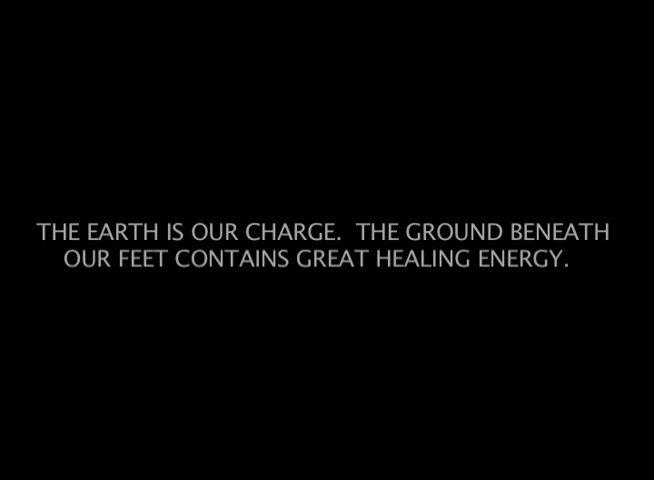 THE EARTH IS OUR CHARGE.  THE GROUND BENEATH
OUR FEET CONTAINS GREAT HEALING ENERGY.